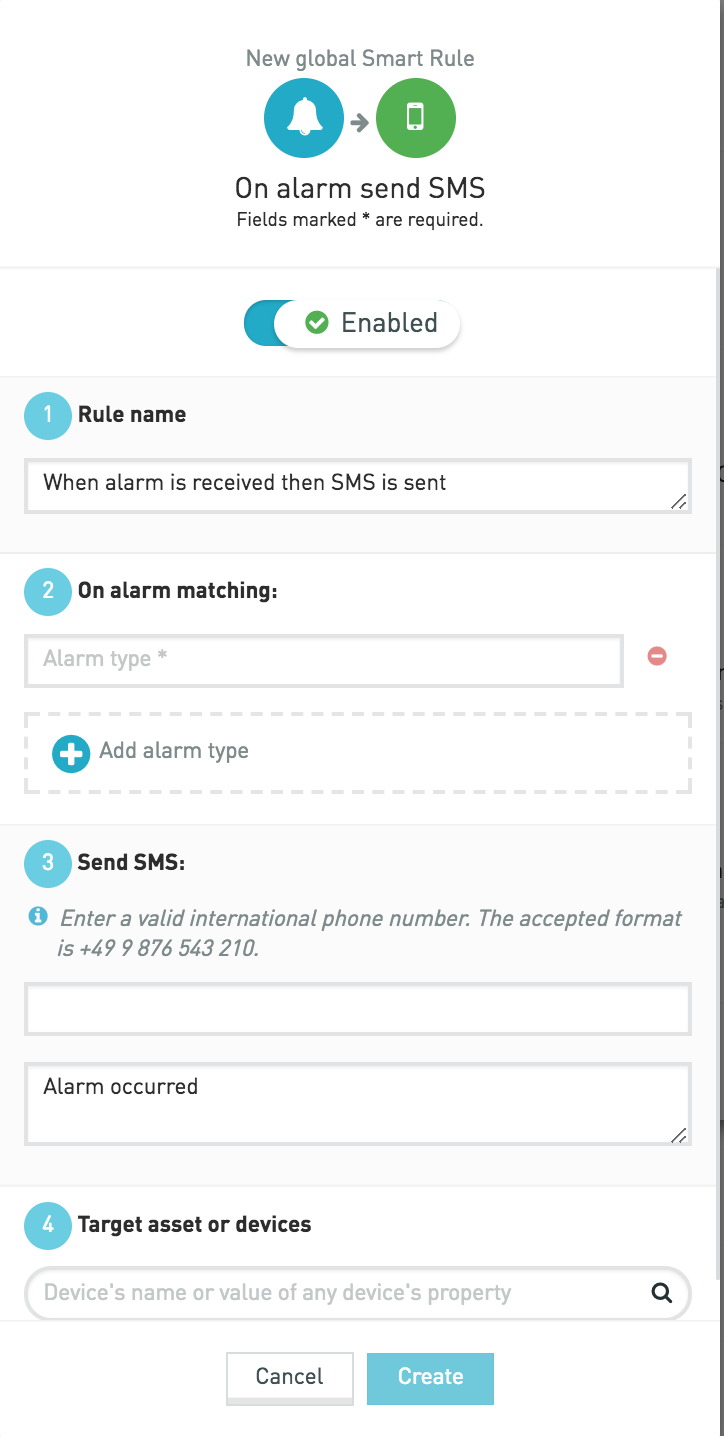 New global Smart Rule
On alarm send SMS
Fields marked * are required.
Enabled
1 Rule name
When alarm is received then SMS is sent
2 On alarm matching:
Alarm type *
Add alarm type
3 Send SMS:
Enter a valid international phone number. The accepted format
is +49 9 876 543 210.
Alarm occurred
4 Target asset or devices
Device's name or value of any device's property
Cancel Create